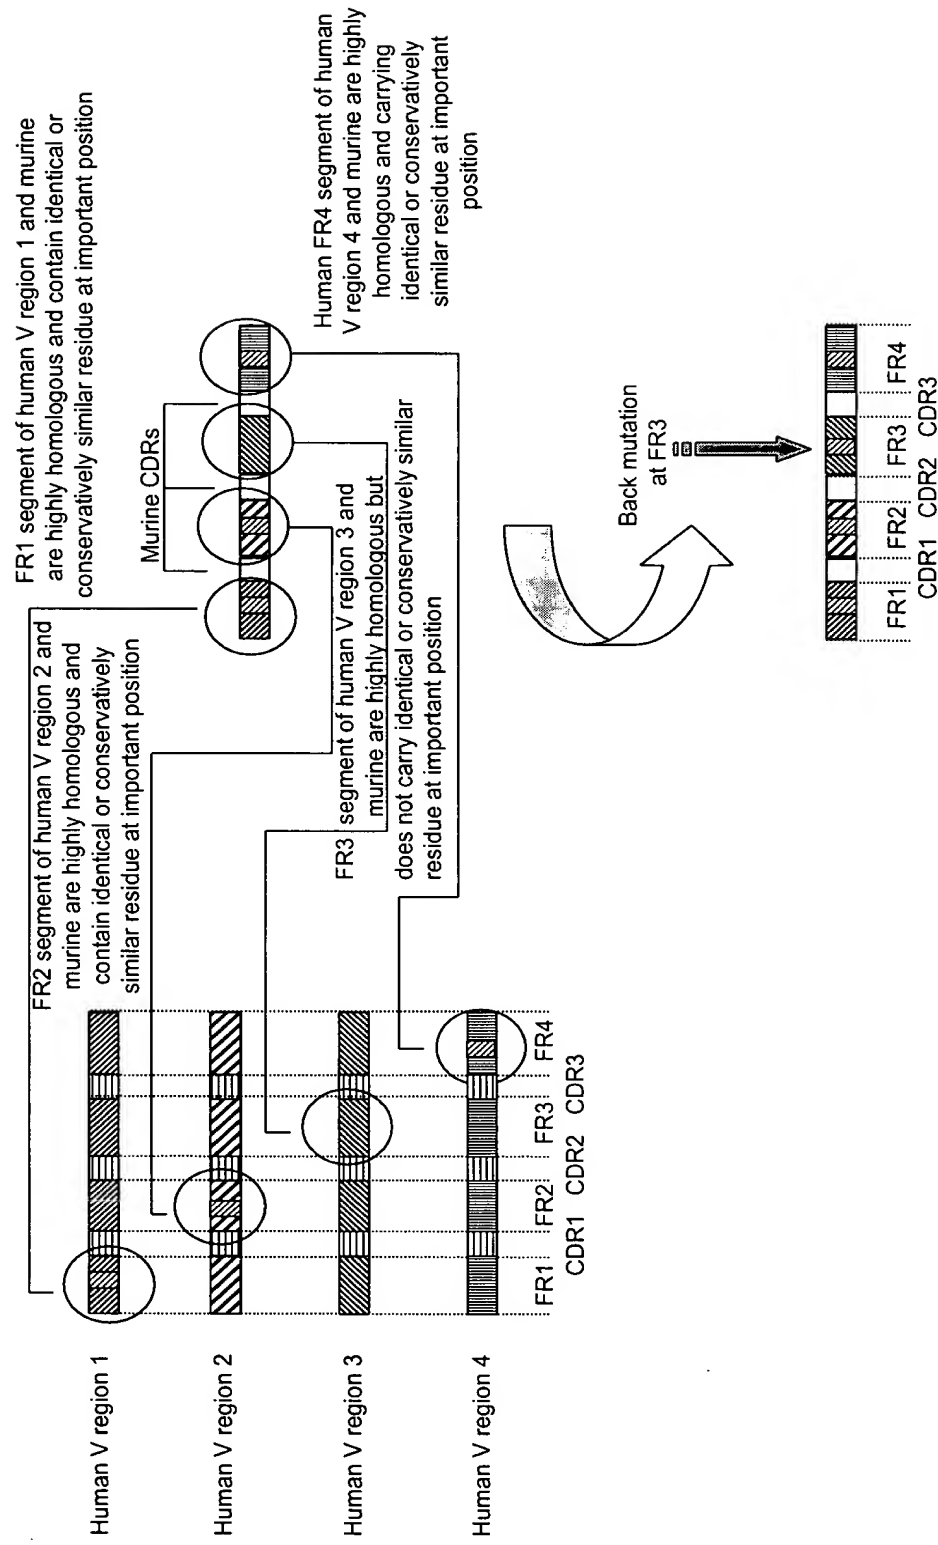 FR1 segment of human V region 1 and murine
are highly homologous and contain identical or
conservatively similar residue at important position
FR2 segment of human V region 2 and
murine are highly homologous and
contain identical or conservatively
similar residue at important position
Murine CDRs
Human FR4 segment of human
V region 4 and murine are highly
homologous and carrying
identical or conservatively
similar residue at important
position
FR3 segment of human V region 3 and
murine are highly homologous but
does not carry identical or conservatively similar
residue at important position
Human V region 1
Human V region 2
Human V region 3
Human V region 4
FR1 FR2 FR3 FR4
CDR1 CDR2 CDR3
Back mutation
at FR3
FR1 FR2 FR3 FR4
CDR1 CDR2 CDR3